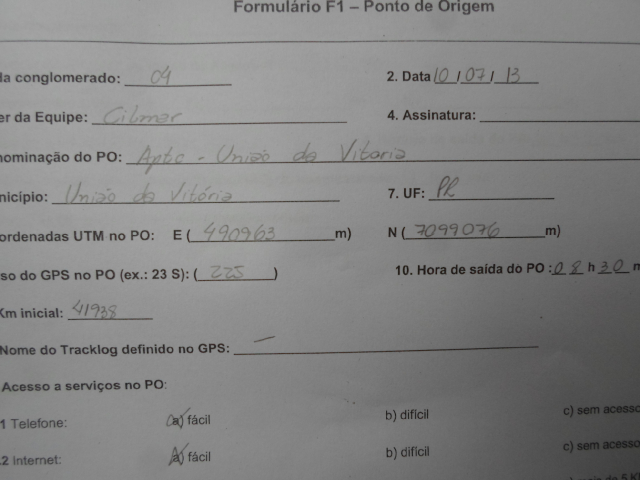 Formulário F1 – Ponto de Origem
da conglomerado: 04 2. Data 10/07/13
er da Equipe: Cilmar 4. Assinatura:
nominação do PO: Aptc - União da Vitoria
nicípio: União da Vitória 7. UF: PR
ordenadas UTM no PO: E (490963 m) N (7099076 m)
so do GPS no PO (ex.: 23 S): (22S) 10. Hora de saída do PO: 08 h 30 m
Km inicial: 41938
Nome do Tracklog definido no GPS: —
Acesso a serviços no PO:
1 Telefone: a) fácil b) difícil c) sem acesso
.2 Internet: a) fácil b) difícil c) sem acesso